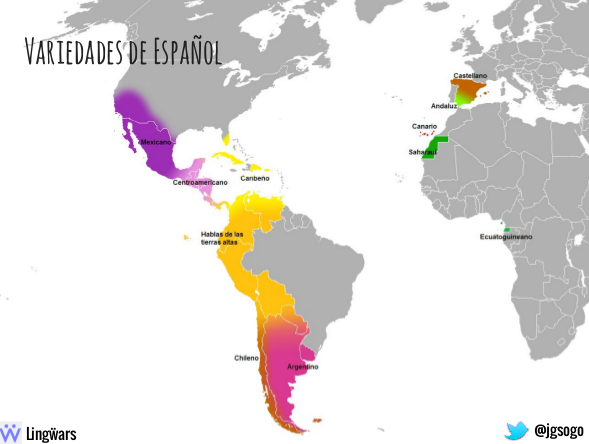 VARIEDADES DE ESPAÑOL
Castellano
Andaluz
Canario
Saharaui
Mexicano
Caribeño
Centroamericano
Ecuatoguineano
Hablas de las
tierras altas
Chileno
Argentino
Lingẅars
@jgsogo